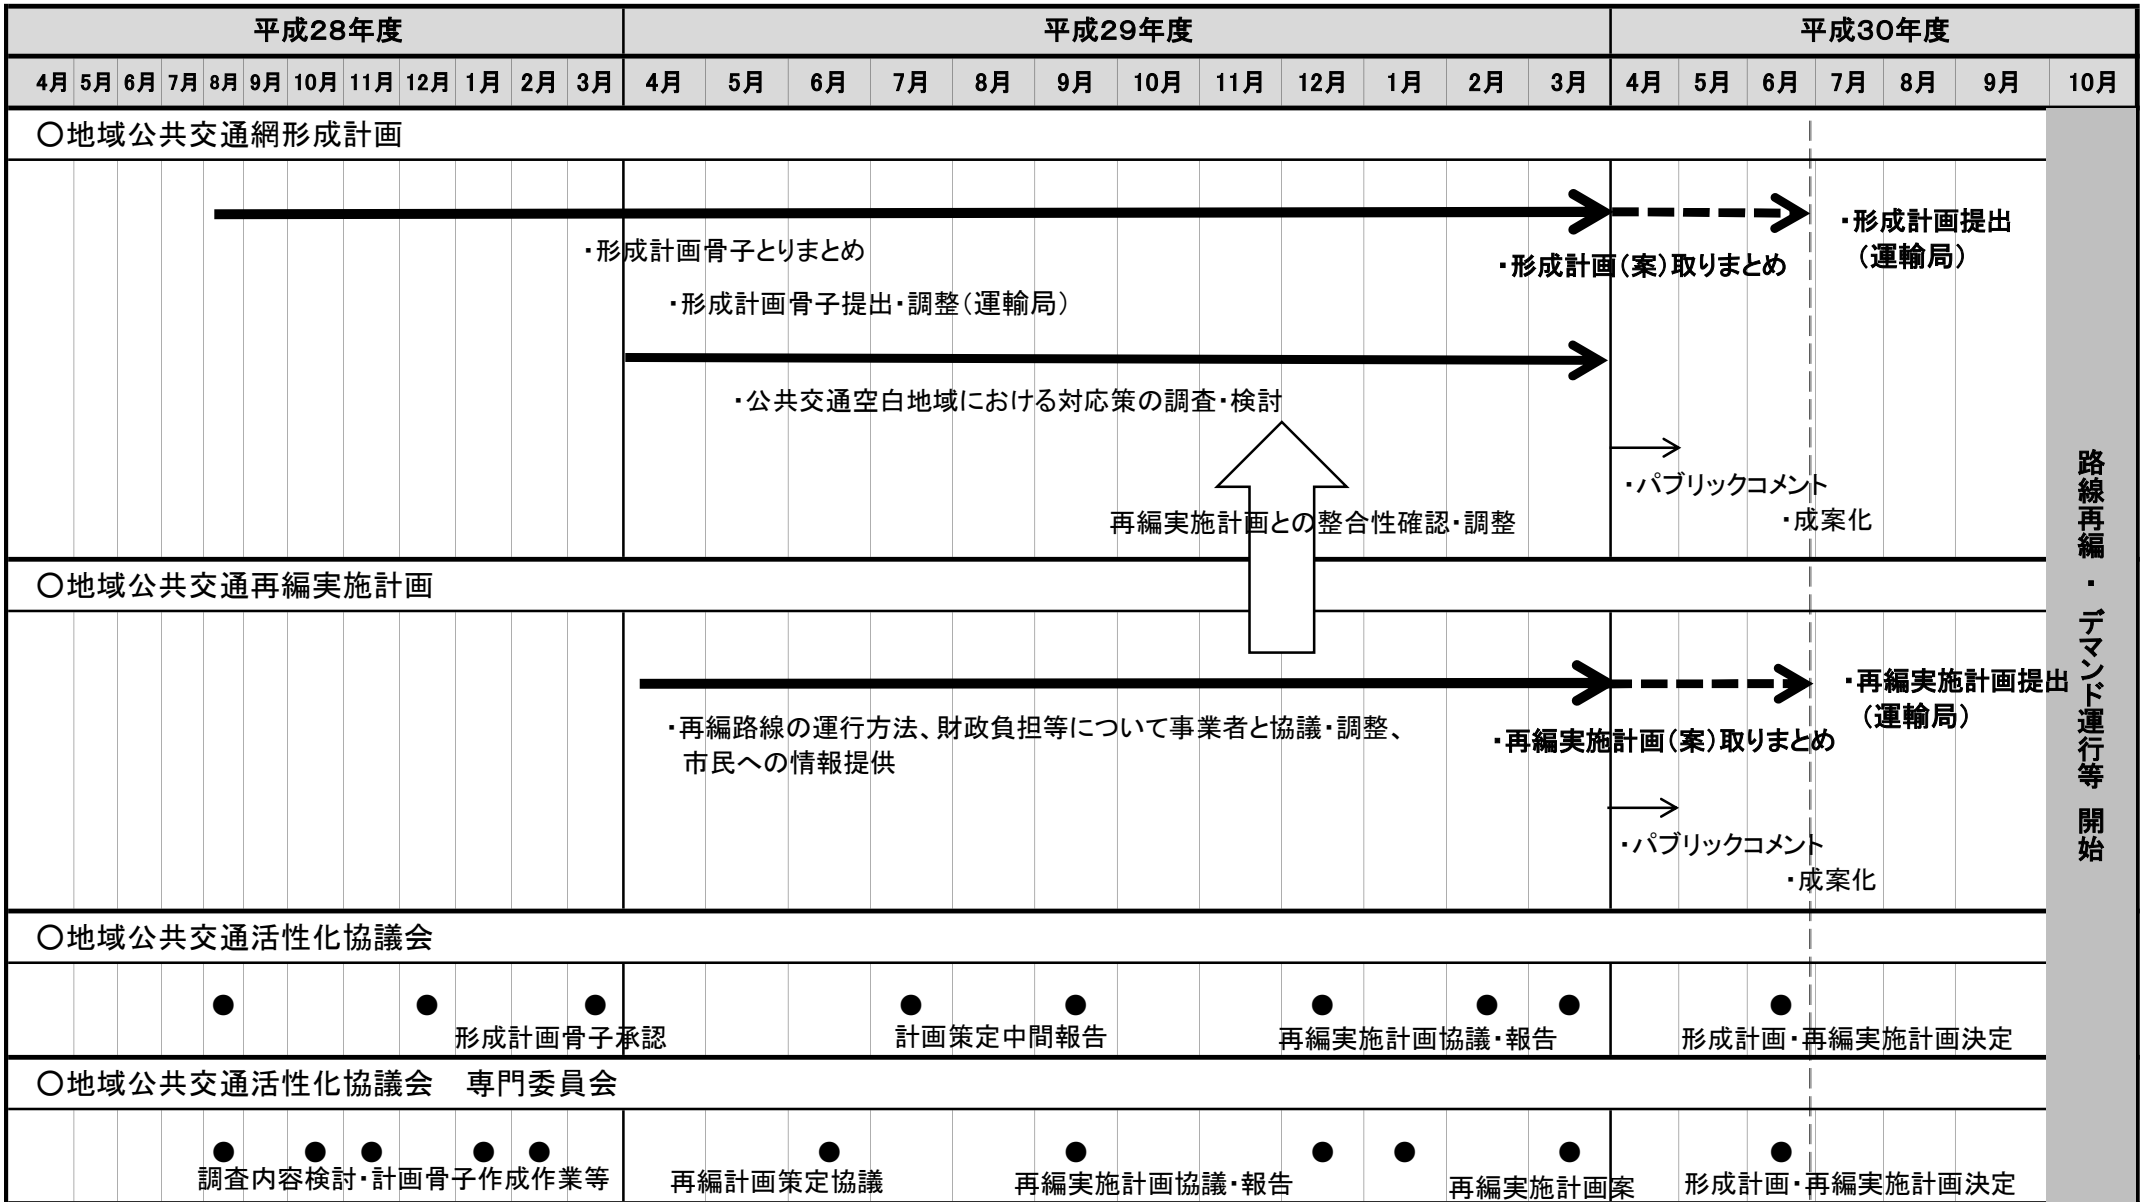 平成28年度 平成29年度 平成30年度
4月 5月 6月 7月 8月 9月 10月 11月 12月 1月 2月 3月 4月 5月 6月 7月 8月 9月 10月 11月 12月 1月 2月 3月 4月 5月 6月 7月 8月 9月 10月
〇地域公共交通網形成計画
・形成計画骨子とりまとめ
・形成計画(案)取りまとめ
・形成計画提出
(運輸局)
・形成計画骨子提出・調整(運輸局)
・公共交通空白地域における対応策の調査・検討
・パブリックコメント
・成案化
再編実施計画との整合性確認・調整
〇地域公共交通再編実施計画
・再編路線の運行方法、財政負担等について事業者と協議・調整、
市民への情報提供
・再編実施計画(案)取りまとめ
・再編実施計画提出
(運輸局)
・パブリックコメント
・成案化
路線再編・デマンド運行等 開始
〇地域公共交通活性化協議会
形成計画骨子承認 計画策定中間報告 再編実施計画協議・報告 形成計画・再編実施計画決定
〇地域公共交通活性化協議会 専門委員会
調査内容検討・計画骨子作成作業等 再編計画策定協議 再編実施計画協議・報告 再編実施計画案 形成計画・再編実施計画決定